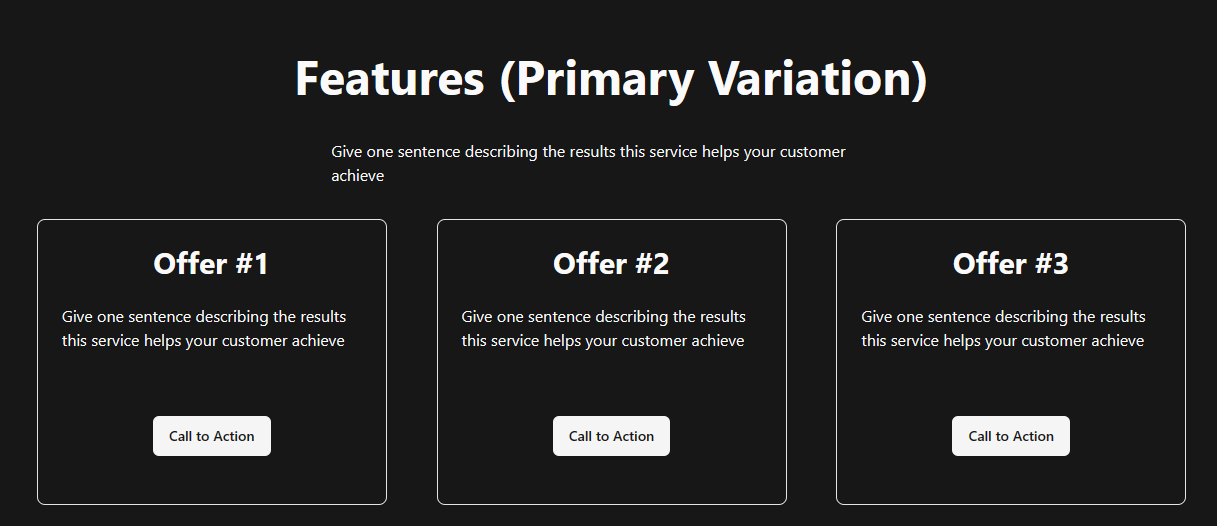 Features (Primary Variation)
Give one sentence describing the results this service helps your customer
achieve
Offer #1
Give one sentence describing the results
this service helps your customer achieve
Call to Action
Offer #2
Give one sentence describing the results
this service helps your customer achieve
Call to Action
Offer #3
Give one sentence describing the results
this service helps your customer achieve
Call to Action